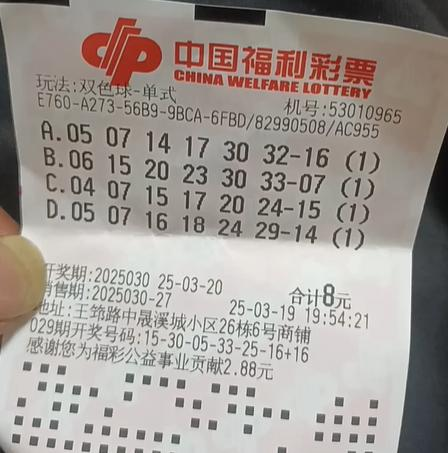 中国福利彩票
CHINA WELFARE LOTTERY
玩法:双色球-单式 机号:53010965
E760-A273-56B9-9BCA-6FBD/82990508/AC955
A.05 07 14 17 30 32-16 (1)
B.06 15 20 23 30 33-07 (1)
C.04 07 15 17 20 24-15 (1)
D.05 07 16 18 24 29-14 (1)
开奖期:2025030 25-03-20 合计8元
销售期:2025030-27 25-03-19 19:54:21
地址:王筇路中晟溪城小区26栋6号商铺
029期开奖号码:15-30-05-33-25-16+16
感谢您为福彩公益事业贡献2.88元